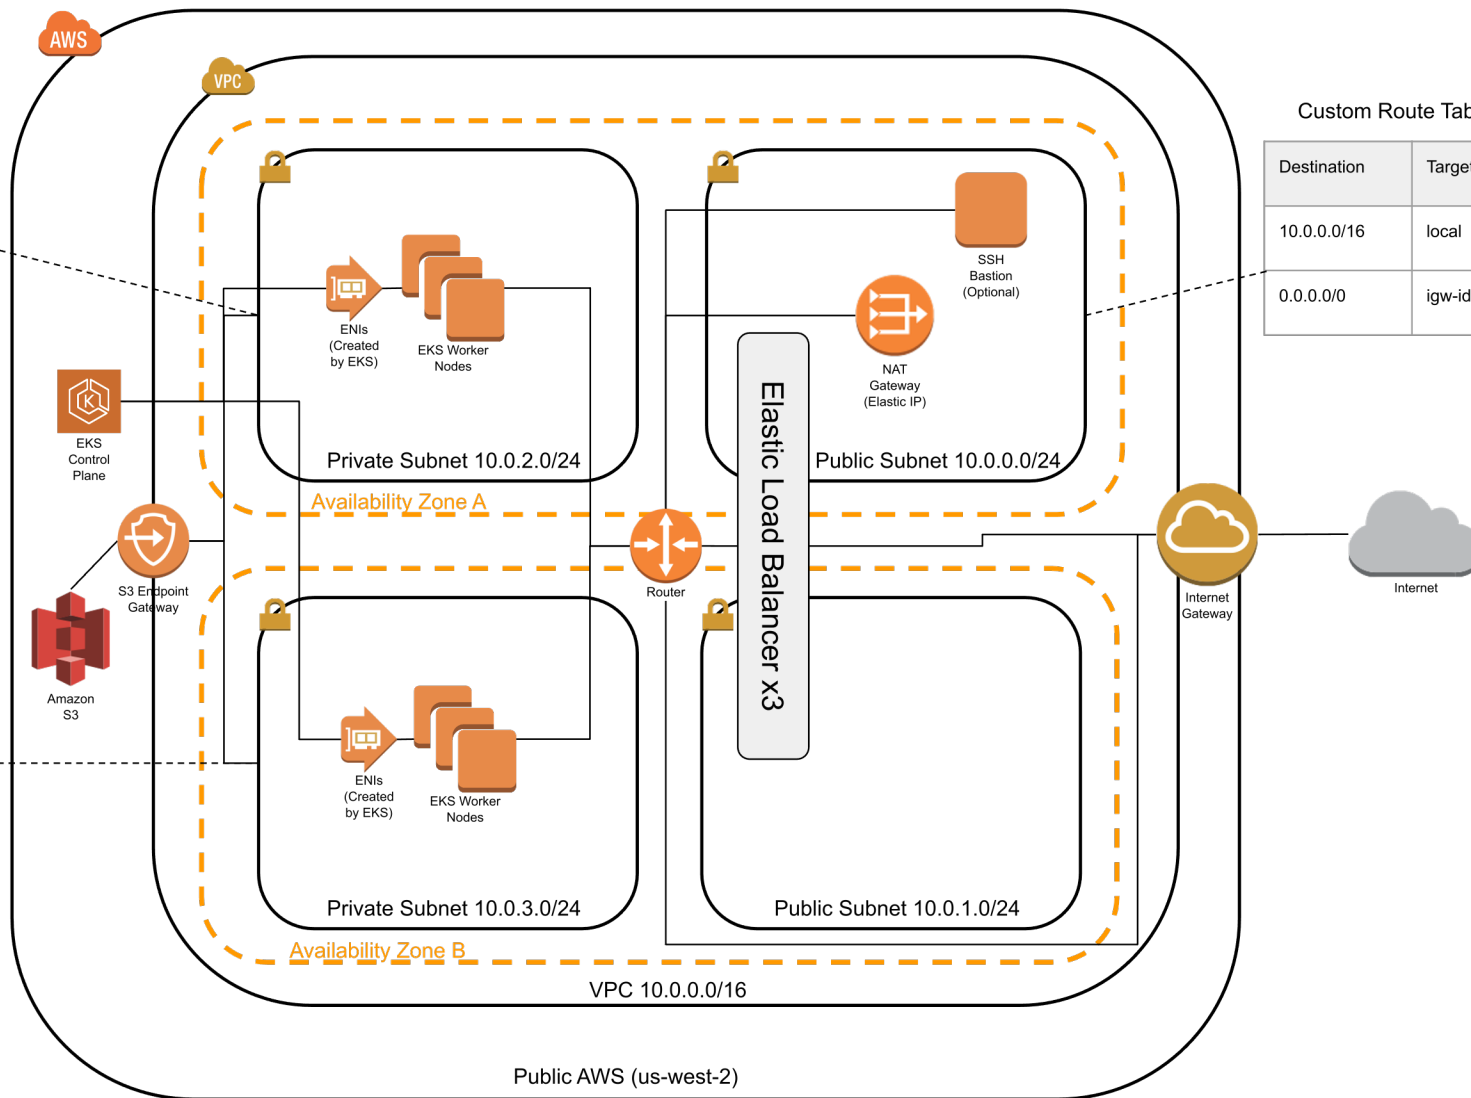 AWS
VPC
Custom Route Tab
Destination
Target
10.0.0.0/16
local
0.0.0.0/0
igw-id
SSH
Bastion
(Optional)
ENIs
(Created
by EKS)
EKS Worker
Nodes
NAT
Gateway
(Elastic IP)
Elastic Load Balancer x3
K
EKS
Control
Plane
Private Subnet 10.0.2.0/24
Public Subnet 10.0.0.0/24
Availability Zone A
S3 Endpoint
Gateway
Router
Internet
Gateway
Internet
Amazon
S3
ENIs
(Created
by EKS)
EKS Worker
Nodes
Private Subnet 10.0.3.0/24
Public Subnet 10.0.1.0/24
Availability Zone B
VPC 10.0.0.0/16
Public AWS (us-west-2)